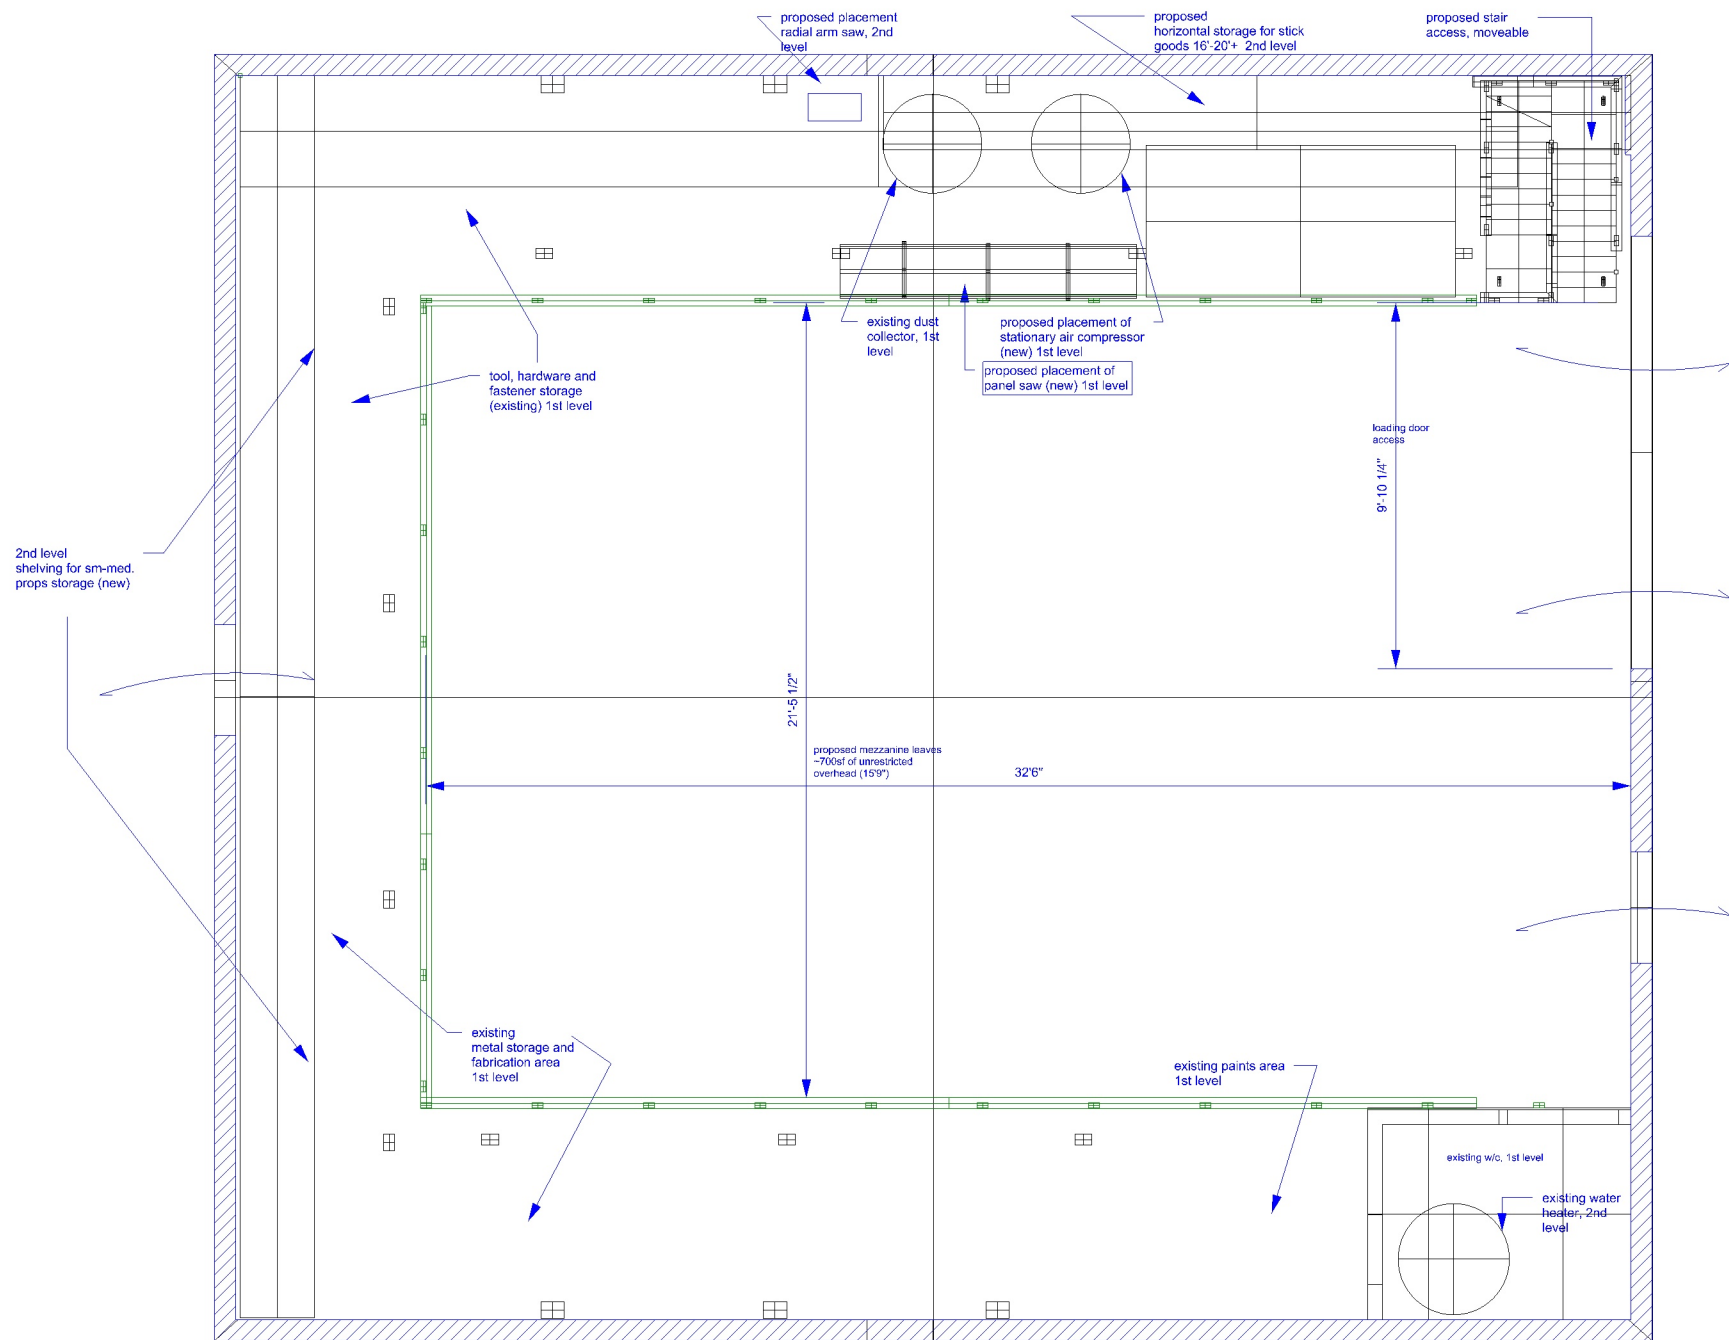 proposed placement
radial arm saw, 2nd
level
proposed
horizontal storage for stick
goods 16'-20'+  2nd level
proposed stair
access, moveable
existing dust
collector, 1st
level
proposed placement of
stationary air compressor
(new) 1st level
proposed placement of
panel saw (new) 1st level
tool, hardware and
fastener storage
(existing) 1st level
loading door
access
9'-10 1/4"
2nd level
shelving for sm-med.
props storage (new)
21'-5 1/2"
proposed mezzanine leaves
~700sf of unrestricted
overhead (15'9")
32'6"
existing
metal storage and
fabrication area
1st level
existing paints area
1st level
existing w/c, 1st level
existing water
heater, 2nd
level